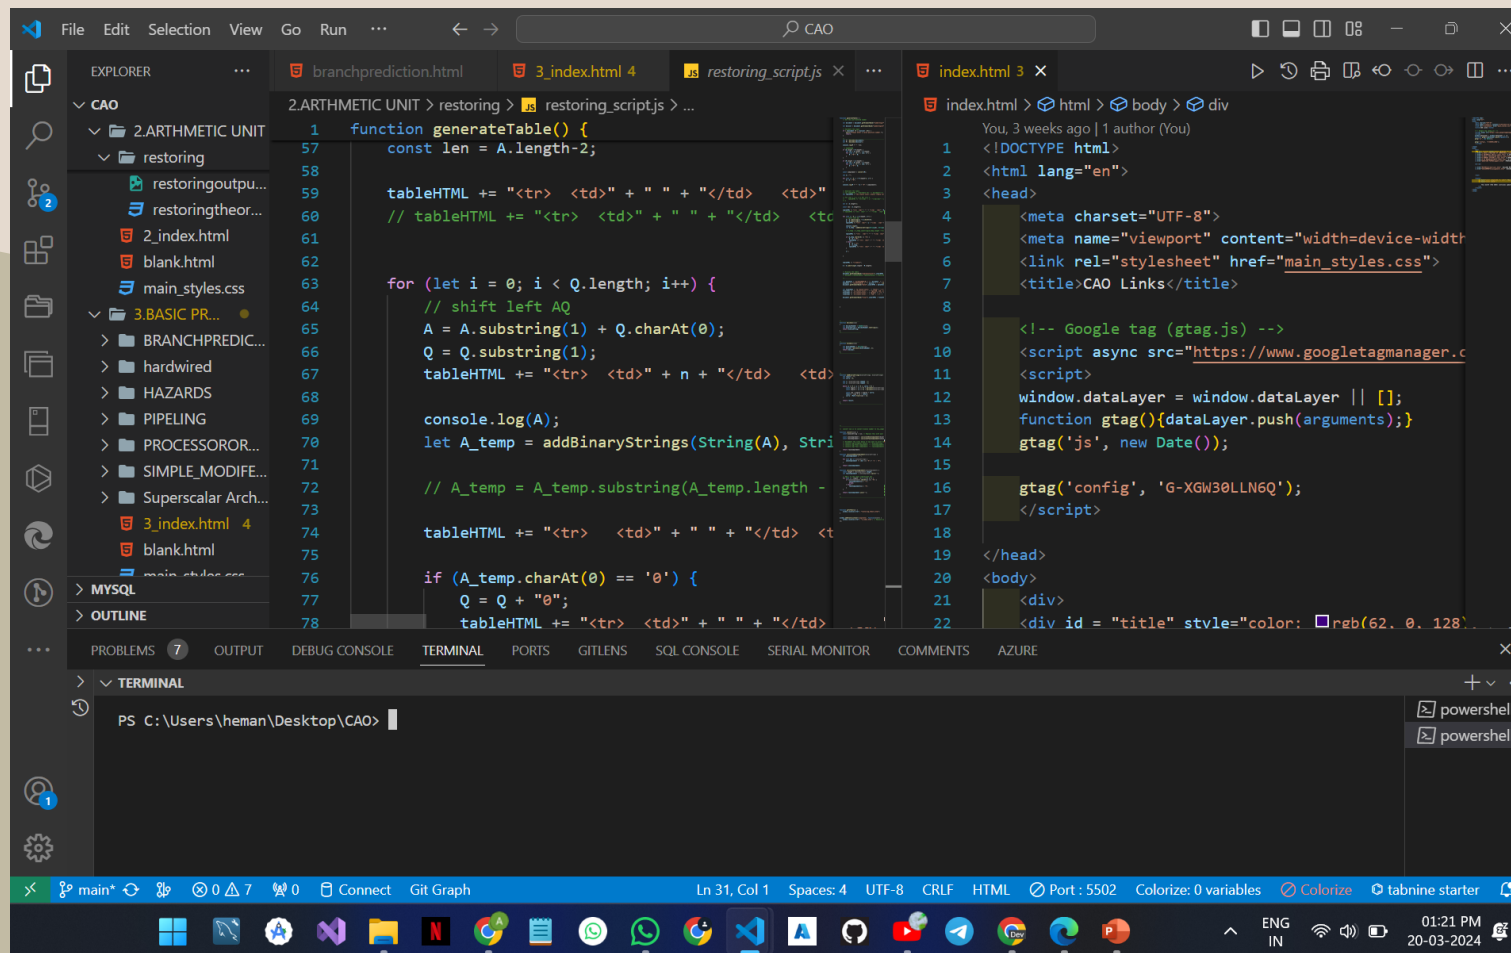 File Edit Selection View Go Run ··· CAO
EXPLORER ···
CAO
2.ARTHMETIC UNIT
restoring
restoringoutpu...
restoringtheor...
2_index.html
blank.html
main_styles.css
3.BASIC PR...
BRANCHPREDIC...
hardwired
HAZARDS
PIPELING
PROCESSOROR...
SIMPLE_MODIFE...
Superscalar Arch...
3_index.html 4
blank.html
main_styles.css
MYSQL
OUTLINE
2
1
branchprediction.html 3_index.html 4 JS restoring_script.js ···
2.ARTHMETIC UNIT > restoring > JS restoring_script.js > ...
1 function generateTable() {
57 const len = A.length-2;
58
59 tableHTML += "<tr> <td>" + " " + "</td> <td>"
60 // tableHTML += "<tr> <td>" + " " + "</td> <td
61
62
63 for (let i = 0; i < Q.length; i++) {
64 // shift left AQ
65 A = A.substring(1) + Q.charAt(0);
66 Q = Q.substring(1);
67 tableHTML += "<tr> <td>" + n + "</td> <td>
68
69 console.log(A);
70 let A_temp = addBinaryStrings(String(A), Stri
71
72 // A_temp = A_temp.substring(A_temp.length -
73
74 tableHTML += "<tr> <td>" + " " + "</td> <t
75
76 if (A_temp.charAt(0) == '0') {
77 Q = Q + "0";
78 tableHTML += "<tr> <td>" + " " + "</td>
index.html 3
index.html > html > body > div
You, 3 weeks ago | 1 author (You)
1 <!DOCTYPE html>
2 <html lang="en">
3 <head>
4 <meta charset="UTF-8">
5 <meta name="viewport" content="width=device-width
6 <link rel="stylesheet" href="main_styles.css">
7 <title>CAO Links</title>
8
9 <!-- Google tag (gtag.js) -->
10 <script async src="https://www.googletagmanager.c
11 <script>
12 window.dataLayer = window.dataLayer || [];
13 function gtag(){dataLayer.push(arguments);}
14 gtag('js', new Date());
15
16 gtag('config', 'G-XGW30LLN6Q');
17 </script>
18
19 </head>
20 <body>
21 <div>
22 <div id = "title" style="color: rgb(62, 0, 128)
PROBLEMS 7 OUTPUT DEBUG CONSOLE TERMINAL PORTS GITLENS SQL CONSOLE SERIAL MONITOR COMMENTS AZURE
TERMINAL
PS C:\Users\heman\Desktop\CAO>
powershell
powershell
main* 0 7 0 Connect Git Graph Ln 31, Col 1 Spaces: 4 UTF-8 CRLF HTML Port : 5502 Colorize: 0 variables Colorize tabnine starter
ENG
IN
01:21 PM
20-03-2024